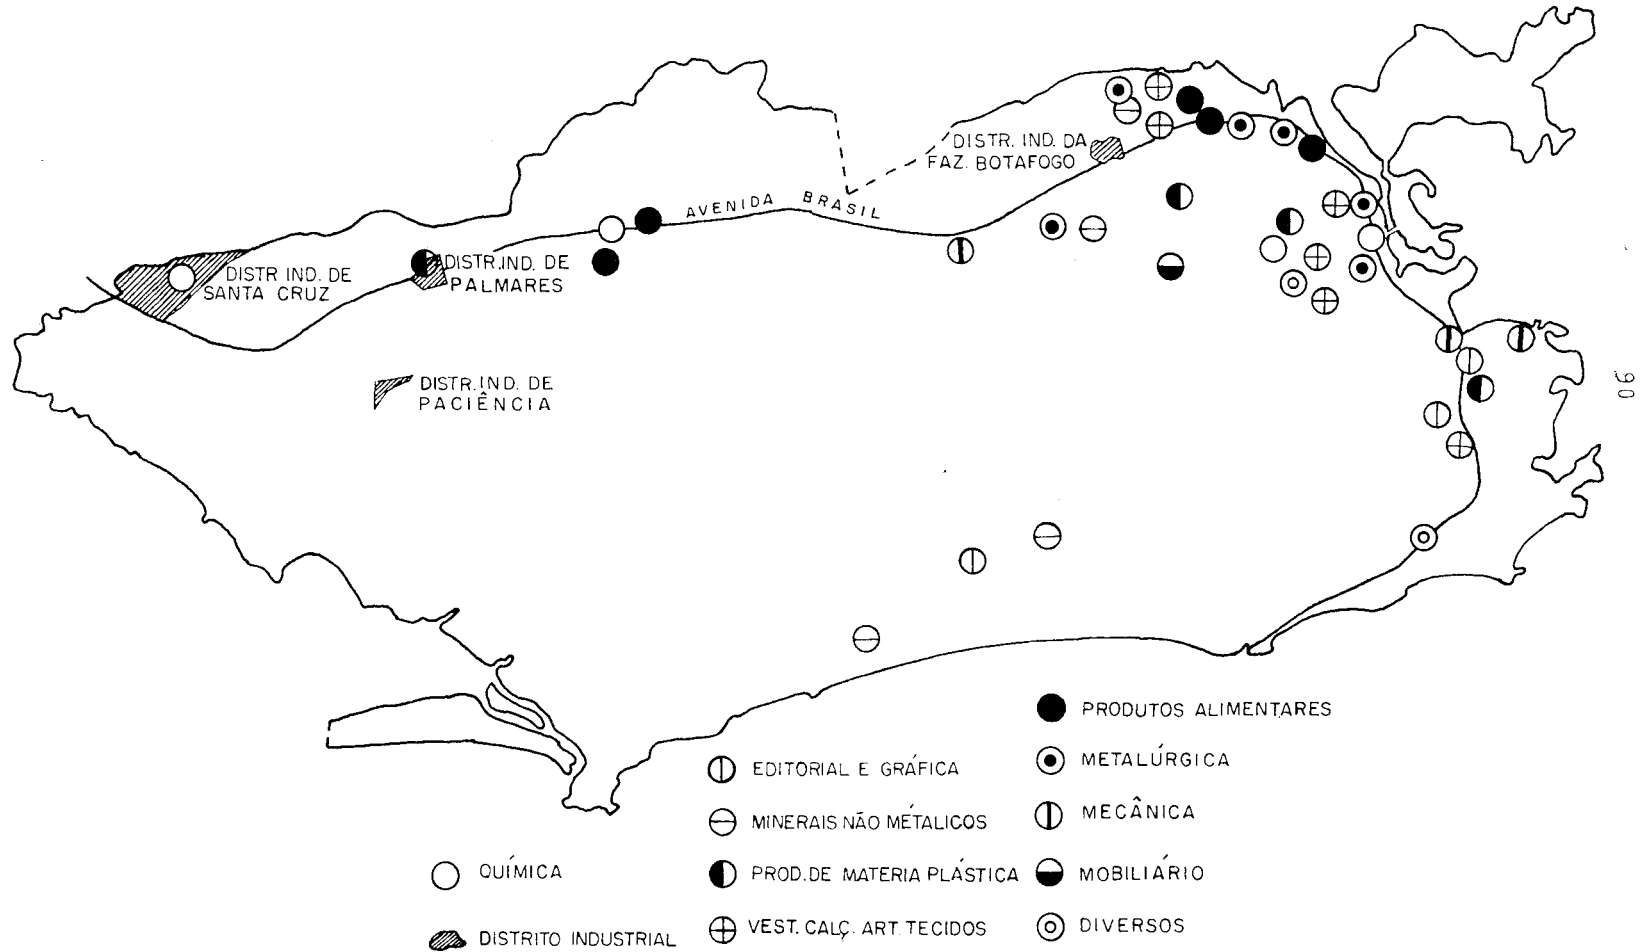 DISTR. IND. DA
FAZ. BOTAFOGO
AVENIDA BRASIL
DISTR IND. DE
SANTA CRUZ
DISTR.IND. DE
PALMARES
DISTR.IND. DE
PACIÊNCIA
90
PRODUTOS ALIMENTARES
METALÚRGICA
MECÂNICA
MOBILIÁRIO
DIVERSOS
EDITORIAL E GRÁFICA
MINERAIS NÃO MÉTALICOS
PROD. DE MATERIA PLÁSTICA
VEST. CALÇ. ART. TECIDOS
QUÍMICA
DISTRITO INDUSTRIAL